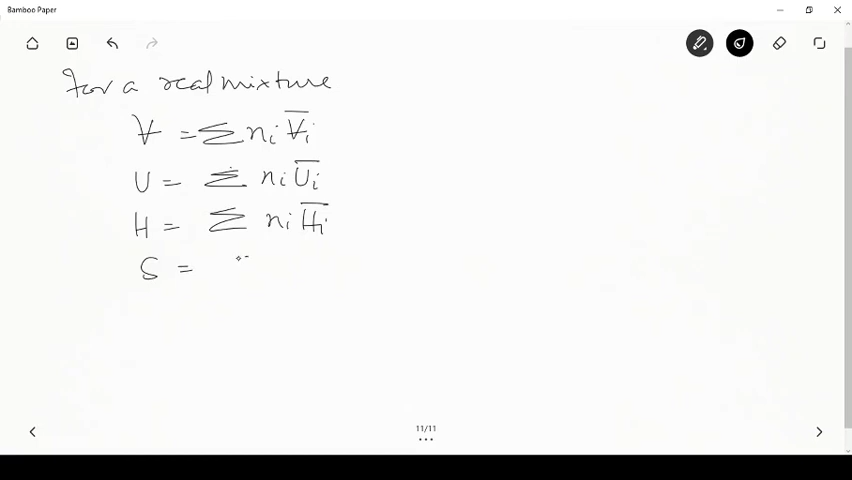 Bamboo Paper
For a real mixture
V = Σ nᵢ V̄ᵢ
U = Σ nᵢ Ūᵢ
H = Σ nᵢ H̄ᵢ
S =
11/11